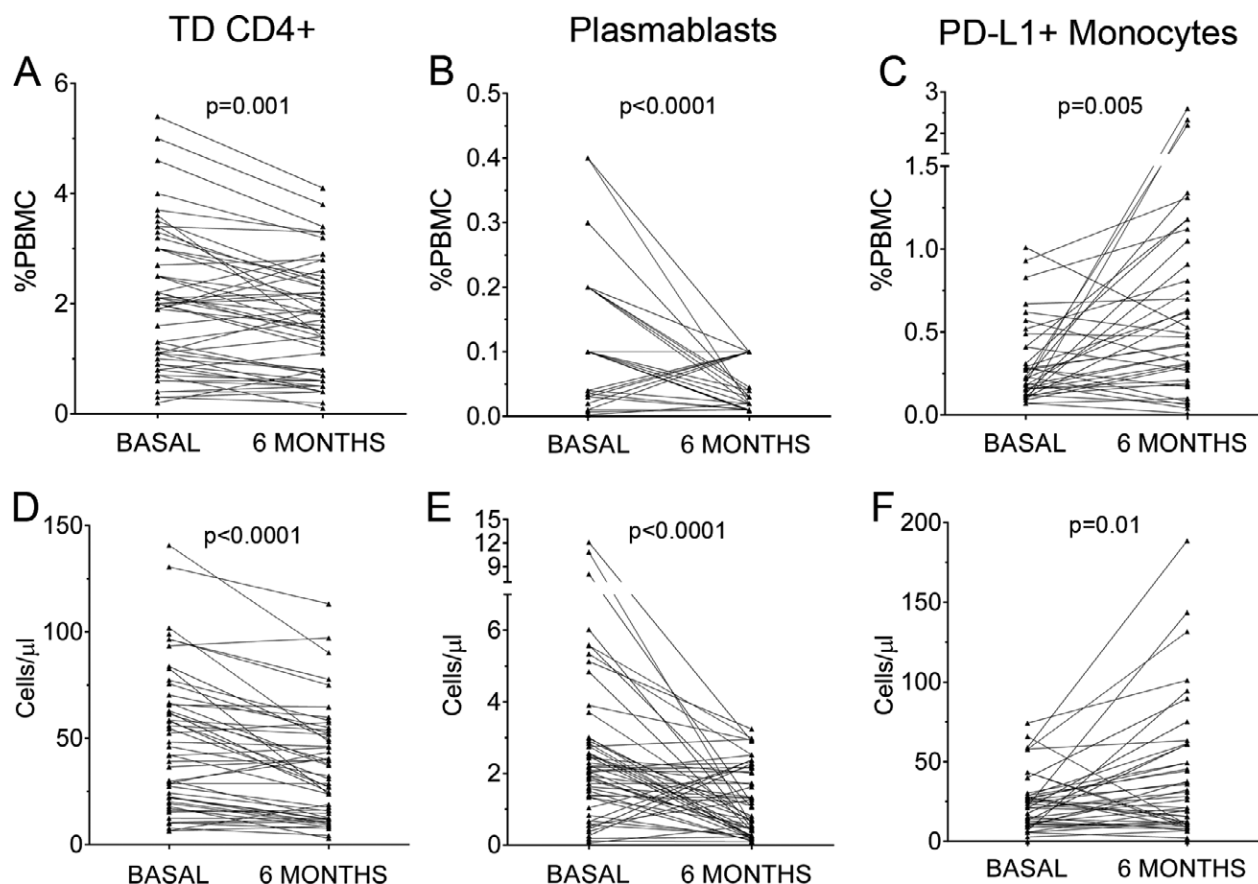 TD CD4+ Plasmablasts PD-L1+ Monocytes
A
p=0.001
%PBMC
6
4
2
0
BASAL 6 MONTHS
B
p<0.0001
%PBMC
0.5
0.4
0.3
0.2
0.1
0.0
BASAL 6 MONTHS
C
p=0.005
%PBMC
3
2
1.5
1.0
0.5
0.0
BASAL 6 MONTHS
D
p<0.0001
Cells/µl
150
100
50
0
BASAL 6 MONTHS
E
p<0.0001
Cells/µl
15
12
9
6
4
2
0
BASAL 6 MONTHS
F
p=0.01
Cells/µl
200
150
100
50
0
BASAL 6 MONTHS